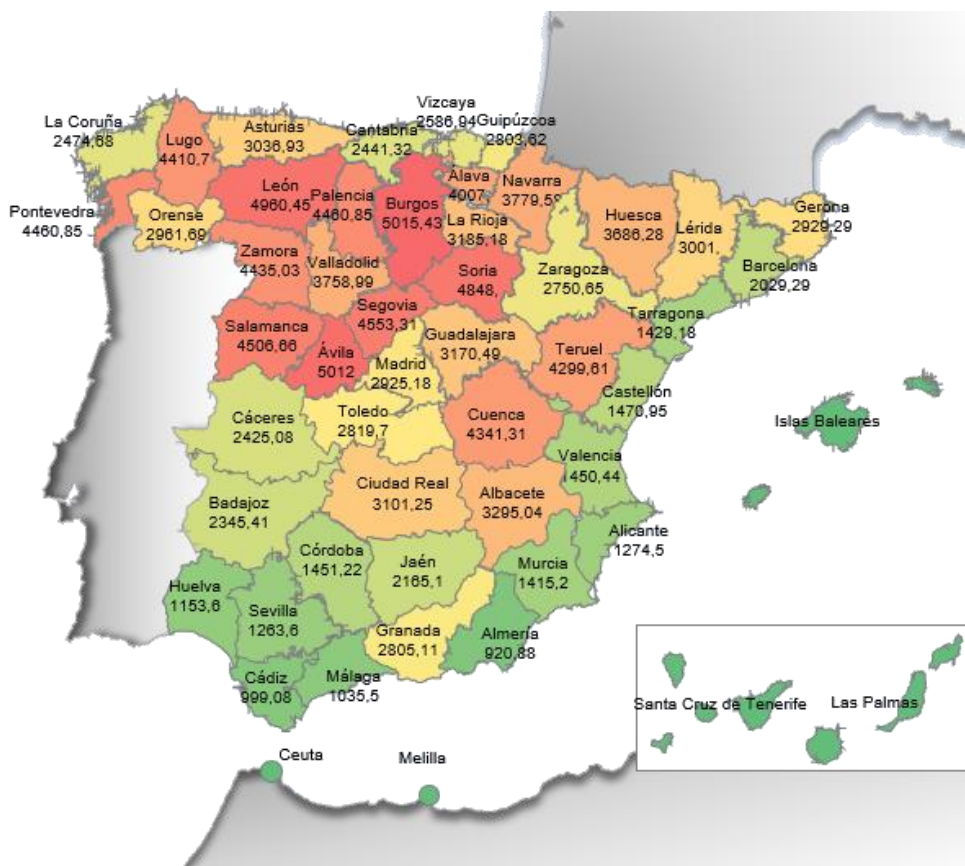 Vizcaya
2586,94
Guipúzcoa
2803,62
La Coruña
2474,68
Lugo
4410,7
Asturias
3036,93
Cantabria
2441,32
León
4960,45
Palencia
4460,85
Burgos
5015,43
Álava
4007,
Navarra
3779,59
Huesca
3686,28
Lérida
3001
Gerona
2929,29
Pontevedra
4460,85
Orense
2961,69
La Rioja
3185,18
Zamora
4435,03
Valladolid
3758,99
Soria
4848,
Zaragoza
2750,65
Barcelona
2029,29
Segovia
4553,31
Tarragona
1429,18
Salamanca
4506,66
Ávila
5012
Guadalajara
3170,49
Teruel
4299,61
Madrid
2925,18
Castellón
1470,95
Cáceres
2425,08
Toledo
2819,7
Cuenca
4341,31
Islas Baleares
Valencia
1450,44
Ciudad Real
3101,25
Albacete
3295,04
Badajoz
2345,41
Alicante
1274,5
Córdoba
1451,22
Jaén
2165,1
Murcia
1415,2
Huelva
1153,6
Sevilla
1263,6
Granada
2805,11
Almería
920,88
Cádiz
999,08
Málaga
1035,5
Santa Cruz de Tenerife
Las Palmas
Ceuta
Melilla